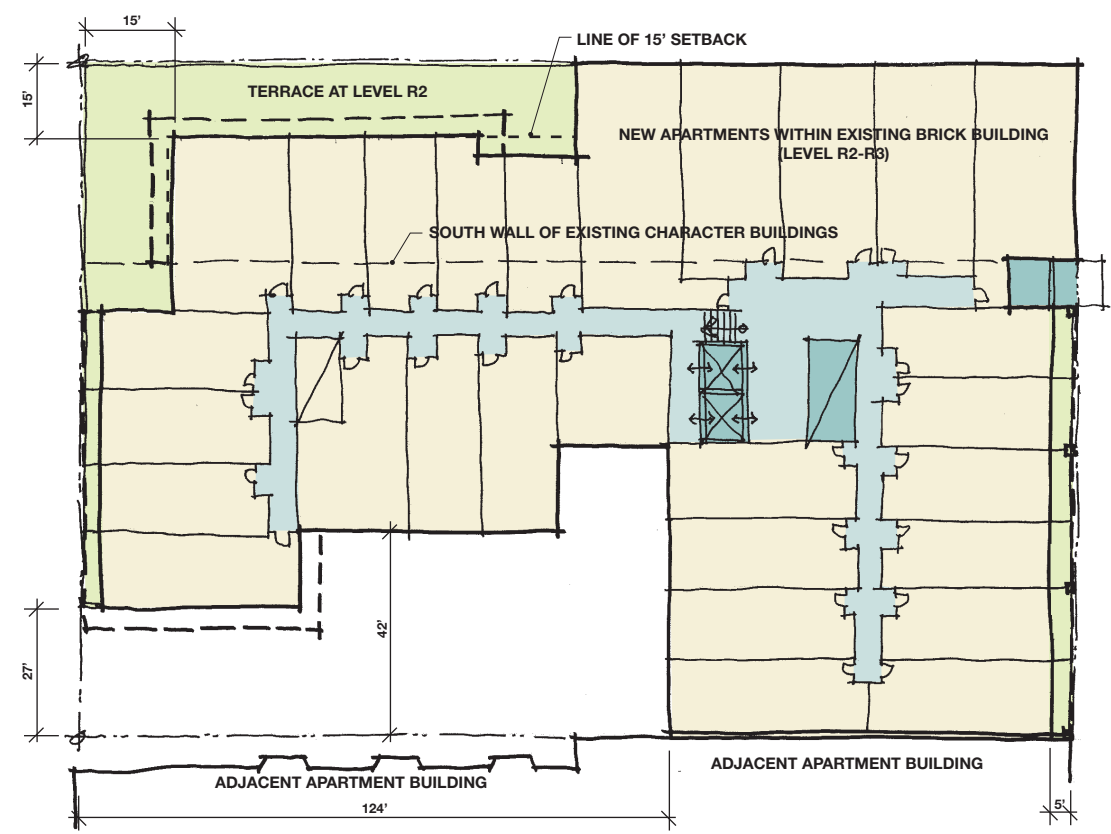 15'
LINE OF 15' SETBACK
15'
TERRACE AT LEVEL R2
NEW APARTMENTS WITHIN EXISTING BRICK BUILDING
(LEVEL R2-R3)
SOUTH WALL OF EXISTING CHARACTER BUILDINGS
42'
27'
ADJACENT APARTMENT BUILDING
ADJACENT APARTMENT BUILDING
124'
5'